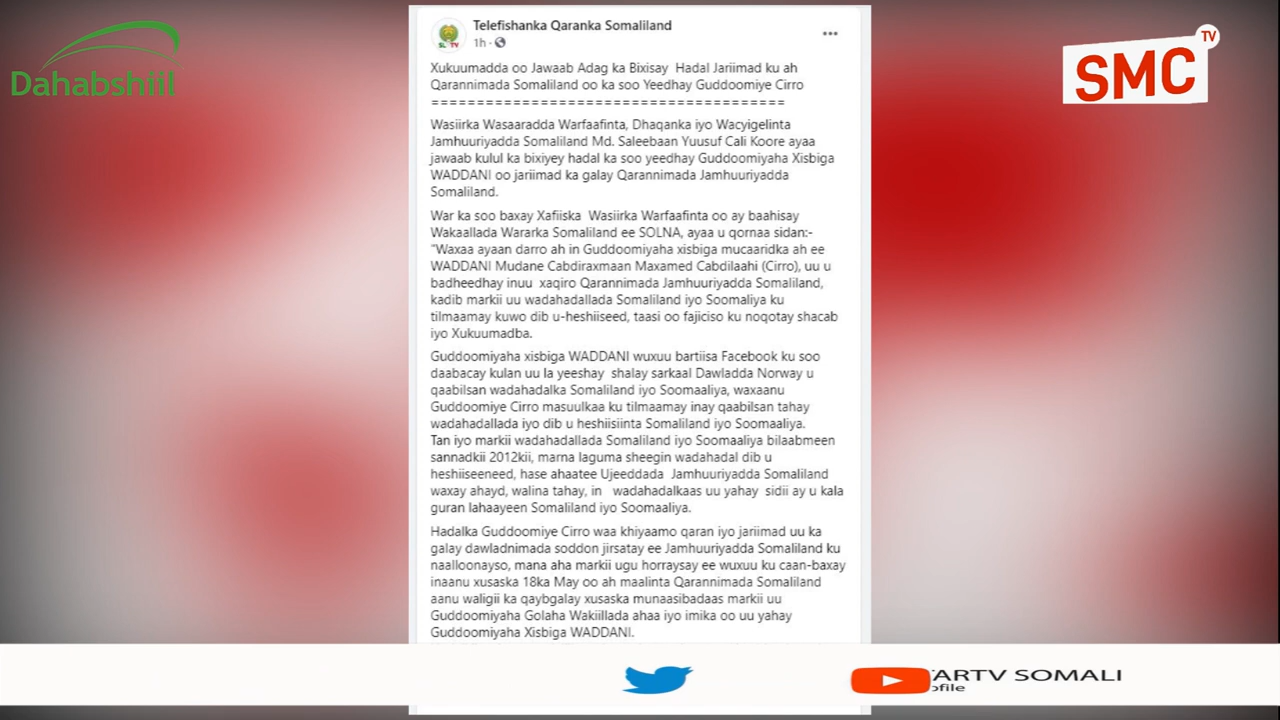 Dahabshiil
SMC
TV
Telefishanka Qaranka Somaliland
1h ·
Xukuumadda oo Jawaab Adag ka Bixisay Hadal Jariimad ku ah
Qarannimada Somaliland oo ka soo Yeedhay Guddoomiye Cirro
=======================================
Wasiirka Wasaaradda Warfaafinta, Dhaqanka iyo Wacyigelinta
Jamhuuriyadda Somaliland Md. Saleebaan Yuusuf Cali Koore ayaa
jawaab kulul ka bixiyey hadal ka soo yeedhay Guddoomiyaha Xisbiga
WADDANI oo jariimad ka galay Qarannimada Jamhuuriyadda
Somaliland.
War ka soo baxay Xafiiska Wasiirka Warfaafinta oo ay baahisay
Wakaallada Wararka Somaliland ee SOLNA, ayaa u qornaa sidan:-
"Waxaa ayaan darro ah in Guddoomiyaha xisbiga mucaaridka ah ee
WADDANI Mudane Cabdiraxmaan Maxamed Cabdilaahi (Cirro), uu u
badheedhay inuu xaqiro Qarannimada Jamhuuriyadda Somaliland,
kadib markii uu wadahadallada Somaliland iyo Soomaliya ku
tilmaamay kuwo dib u-heshiiseed, taasi oo fajiciso ku noqotay shacab
iyo Xukuumadba.
Guddoomiyaha xisbiga WADDANI wuxuu bartiisa Facebook ku soo
daabacay kulan uu la yeeshay shalay sarkaal Dawladda Norway u
qaabilsan wadahadalka Somaliland iyo Soomaaliya, waxaanu
Guddoomiye Cirro masuulkaa ku tilmaamay inay qaabilsan tahay
wadahadallada iyo dib u heshiisiinta Somaliland iyo Soomaaliya.
Tan iyo markii wadahadallada Somaliland iyo Soomaaliya bilaabmeen
sannadkii 2012kii, marna laguma sheegin wadahadal dib u
heshiiseeneed, hase ahaatee Ujeeddada Jamhuuriyadda Somaliland
waxay ahayd, walina tahay, in wadahadalkaas uu yahay sidii ay u kala
guran lahaayeen Somaliland iyo Soomaaliya.
Hadalka Guddoomiye Cirro waa khiyaamo qaran iyo jariimad uu ka
galay dawladnimada soddon jirsatay ee Jamhuuriyadda Somaliland ku
naalloonayso, mana aha markii ugu horraysay ee wuxuu ku caan-baxay
inaanu xusaska 18ka May oo ah maalinta Qarannimada Somaliland
aanu waligii ka qaybgalay xusaska munaasibadaas markii uu
Guddoomiyaha Golaha Wakiillada ahaa iyo imika oo uu yahay
Guddoomiyaha Xisbiga WADDANI.
ARTV SOMALI
ofile